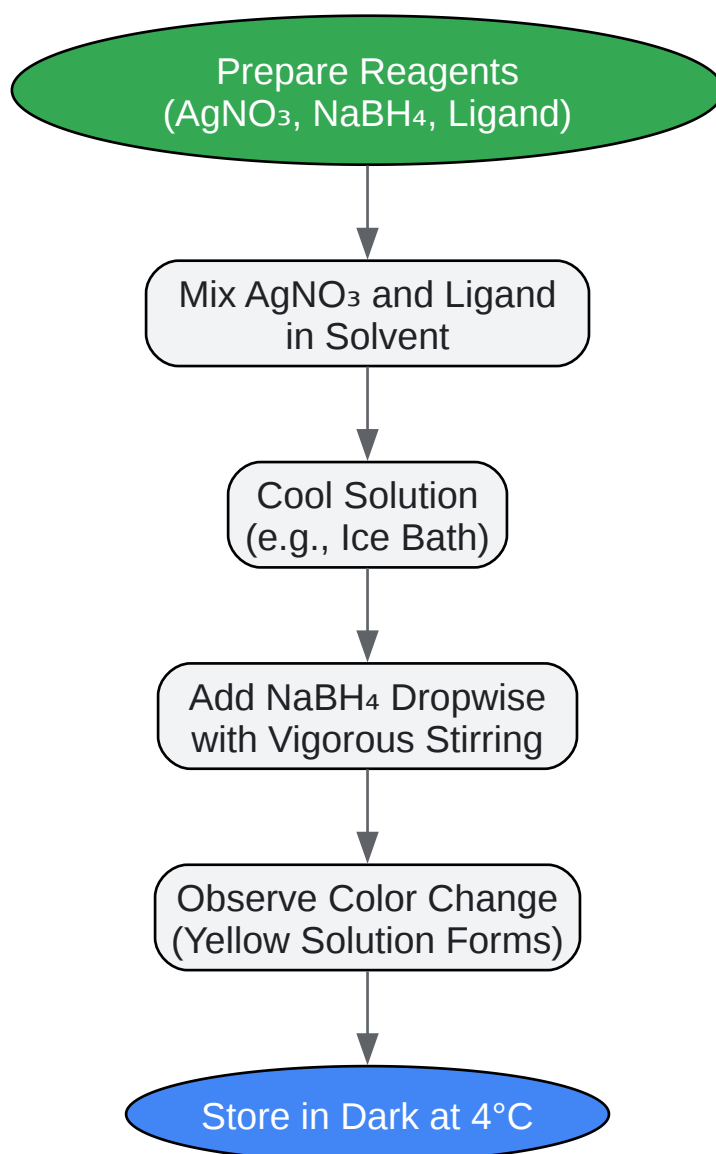 Prepare Reagents
(AgNO₃, NaBH₄, Ligand)
Mix AgNO₃ and Ligand
in Solvent
Cool Solution
(e.g., Ice Bath)
Add NaBH₄ Dropwise
with Vigorous Stirring
Observe Color Change
(Yellow Solution Forms)
Store in Dark at 4°C